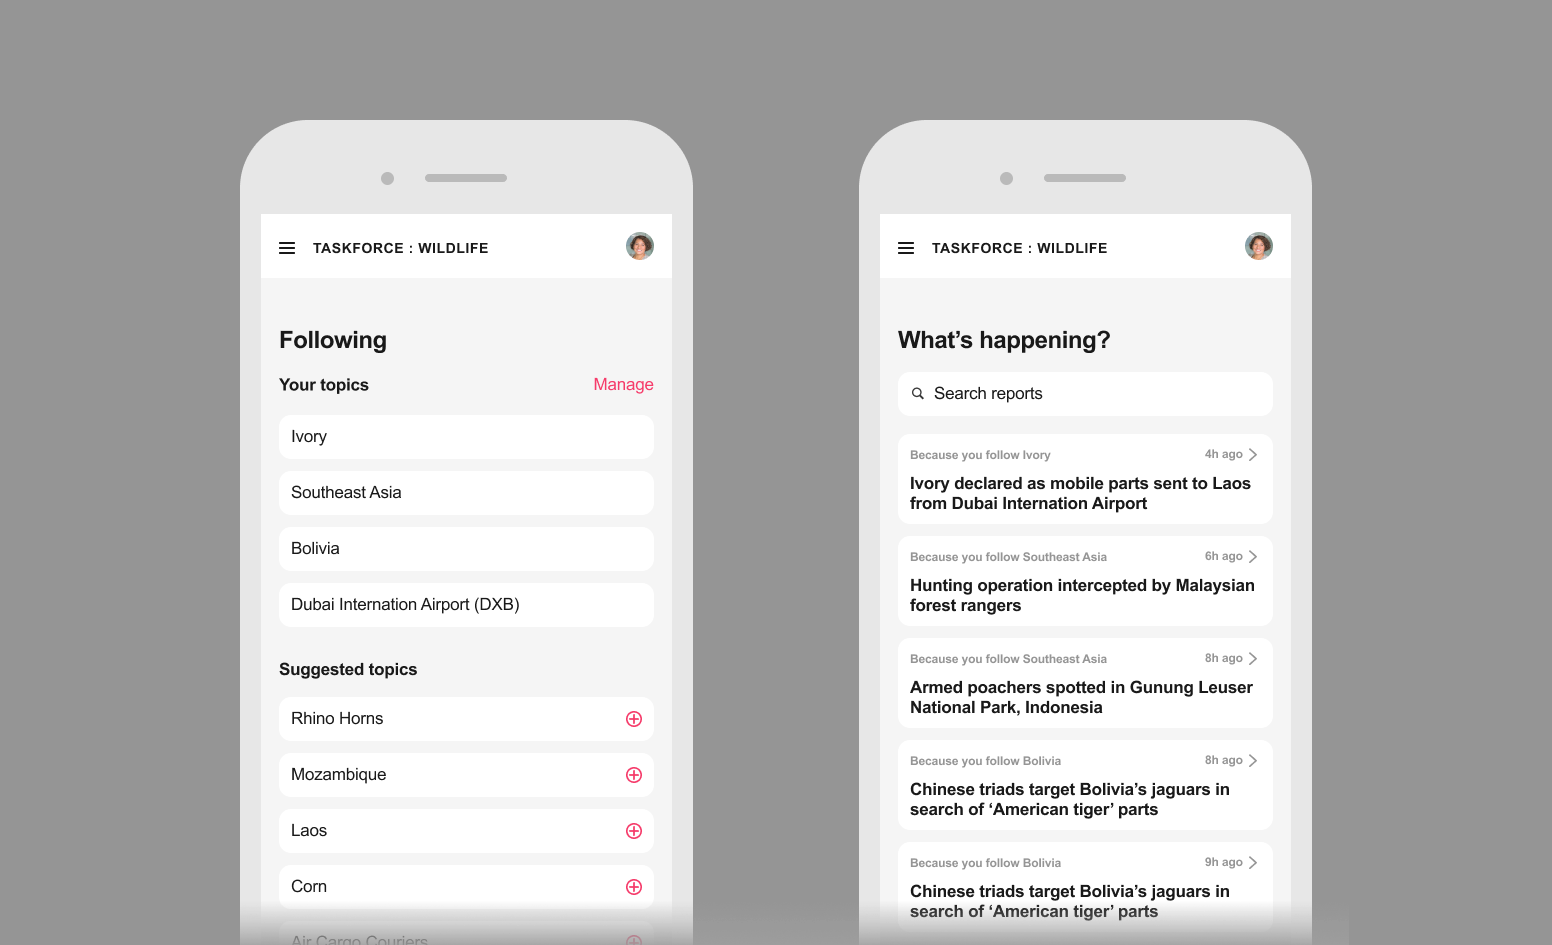 TASKFORCE : WILDLIFE
Following
Your topics
Manage
Ivory
Southeast Asia
Bolivia
Dubai Internation Airport (DXB)
Suggested topics
Rhino Horns
Mozambique
Laos
Corn
Air Cargo Couriers
TASKFORCE : WILDLIFE
What’s happening?
Search reports
Because you follow Ivory
4h ago
Ivory declared as mobile parts sent to Laos
from Dubai Internation Airport
Because you follow Southeast Asia
6h ago
Hunting operation intercepted by Malaysian
forest rangers
Because you follow Southeast Asia
8h ago
Armed poachers spotted in Gunung Leuser
National Park, Indonesia
Because you follow Bolivia
8h ago
Chinese triads target Bolivia’s jaguars in
search of ‘American tiger’ parts
Because you follow Bolivia
9h ago
Chinese triads target Bolivia’s jaguars in
search of ‘American tiger’ parts